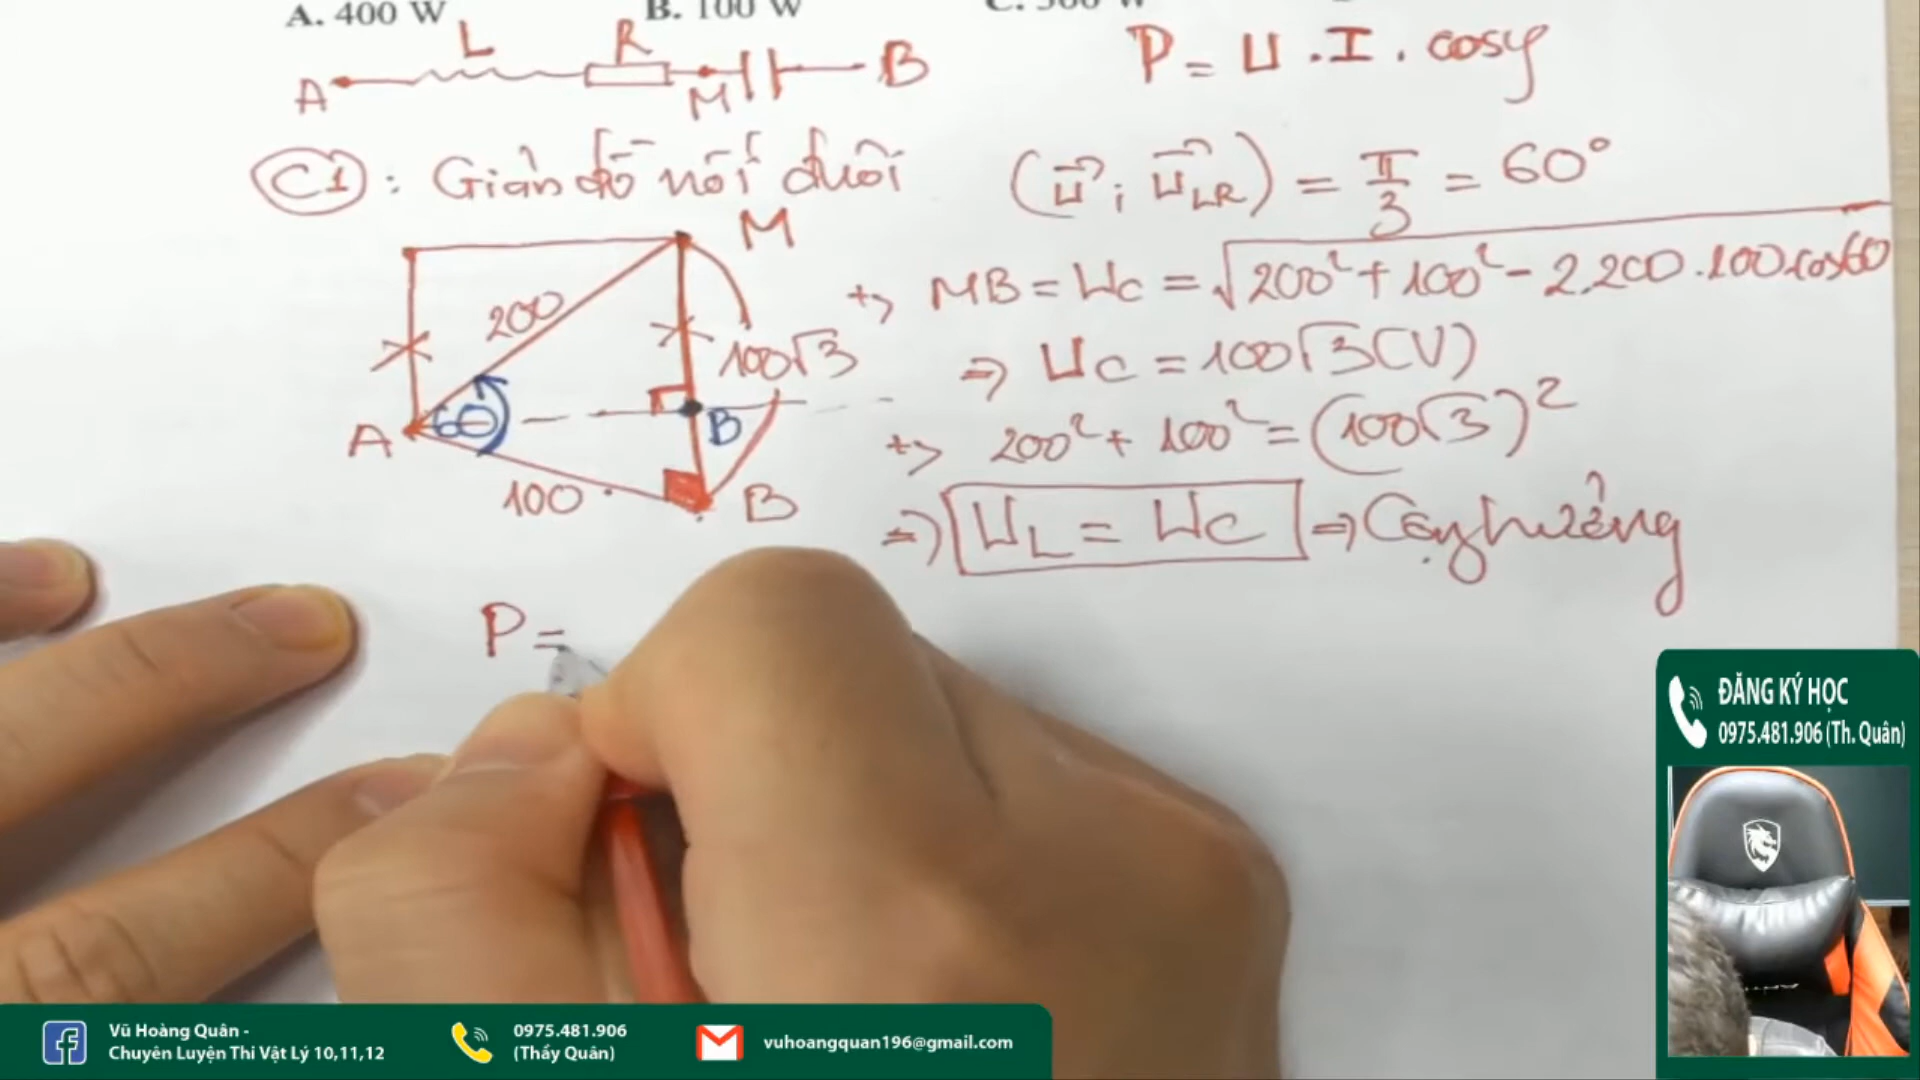 A. 400 W B. 100 W
L R
A M B
P = U . I . cosφ
C1 : Giản đồ nối đuôi
(u⃗ ; u⃗LR) = π/3 = 60°
M
200
+> MB = Uc = √200² + 100² - 2.200.100.cos60
100√3
=> Uc = 100√3 (V)
A 60 B
+> 200² + 100² = (100√3)²
100 B
=> UL = Uc => Cộng hưởng
P =
ĐĂNG KÝ HỌC
0975.481.906 (Th. Quân)
Vũ Hoàng Quân -
Chuyên Luyện Thi Vật Lý 10,11,12
0975.481.906
(Thầy Quân)
vuhoangquan196@gmail.com